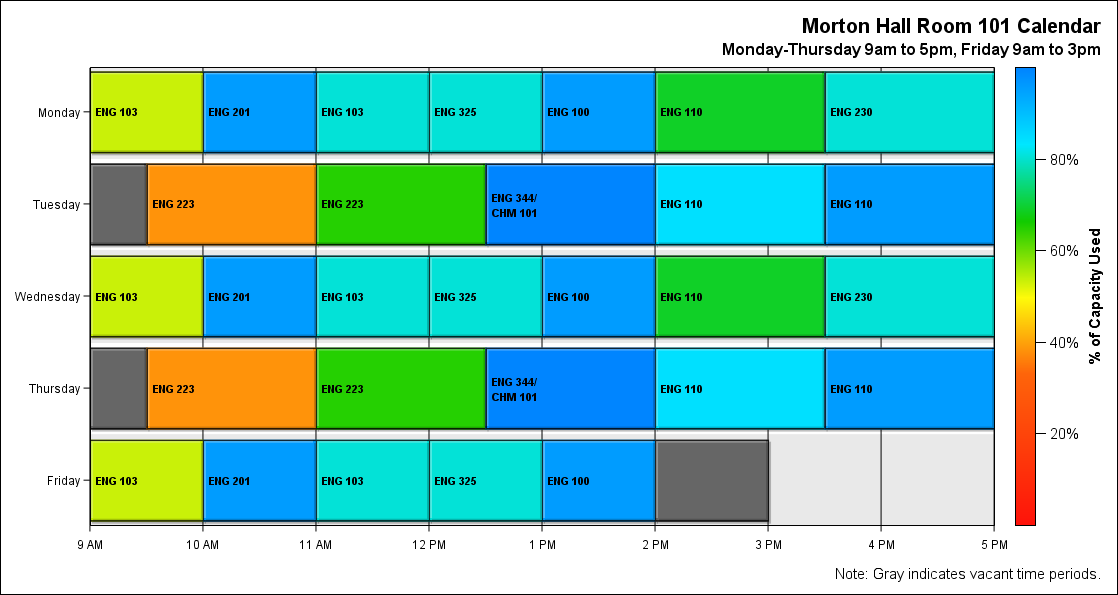 Morton Hall Room 101 Calendar
Monday-Thursday 9am to 5pm, Friday 9am to 3pm
Monday
ENG 103
ENG 201
ENG 103
ENG 325
ENG 100
ENG 110
ENG 230
Tuesday
ENG 223
ENG 223
ENG 344/
CHM 101
ENG 110
ENG 110
Wednesday
ENG 103
ENG 201
ENG 103
ENG 325
ENG 100
ENG 110
ENG 230
Thursday
ENG 223
ENG 223
ENG 344/
CHM 101
ENG 110
ENG 110
Friday
ENG 103
ENG 201
ENG 103
ENG 325
ENG 100
9 AM
10 AM
11 AM
12 PM
1 PM
2 PM
3 PM
4 PM
5 PM
80%
60%
40%
20%
% of Capacity Used
Note: Gray indicates vacant time periods.